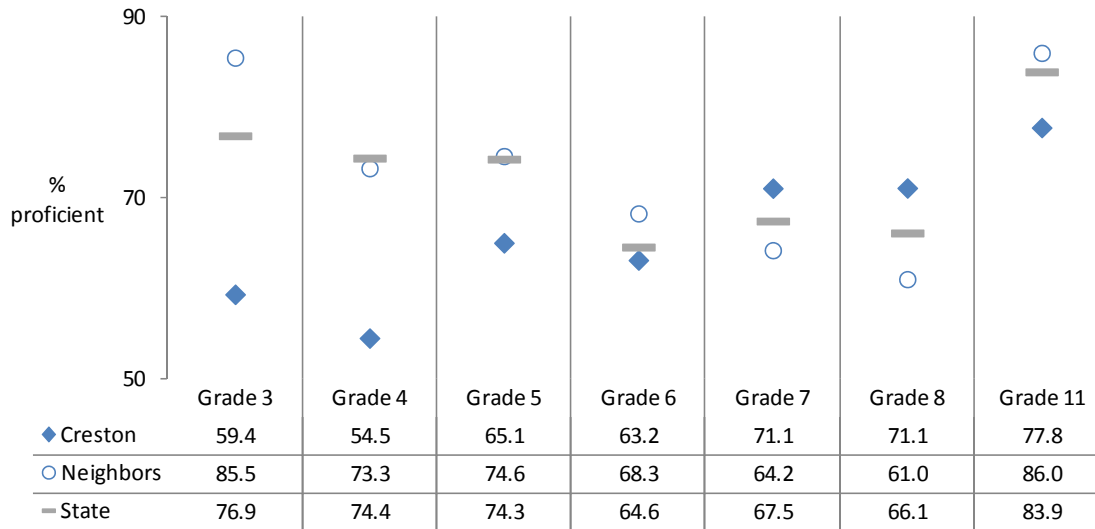 90
%
proficient
70
50
Grade 3 Grade 4 Grade 5 Grade 6 Grade 7 Grade 8 Grade 11
Creston 59.4 54.5 65.1 63.2 71.1 71.1 77.8
Neighbors 85.5 73.3 74.6 68.3 64.2 61.0 86.0
State 76.9 74.4 74.3 64.6 67.5 66.1 83.9